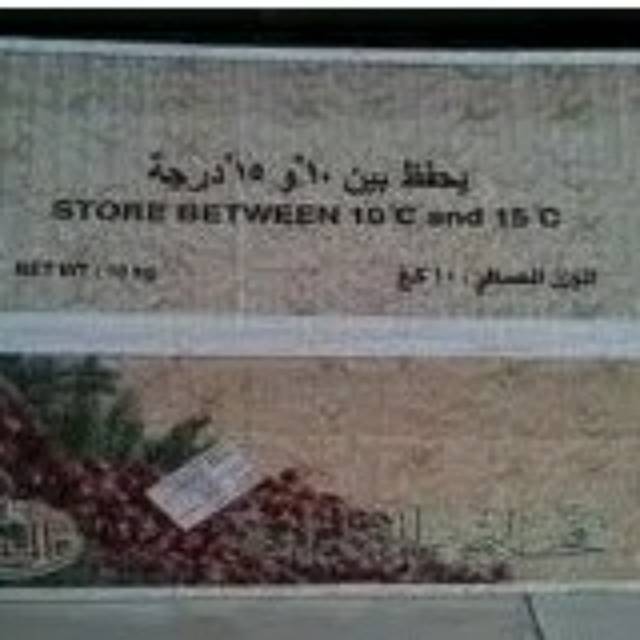 يحفظ بين ١٠° و ١٥° درجة
STORE BETWEEN 10°C and 15°C
NET WT : 10 kg
الوزن الصافي : ١٠ كغ